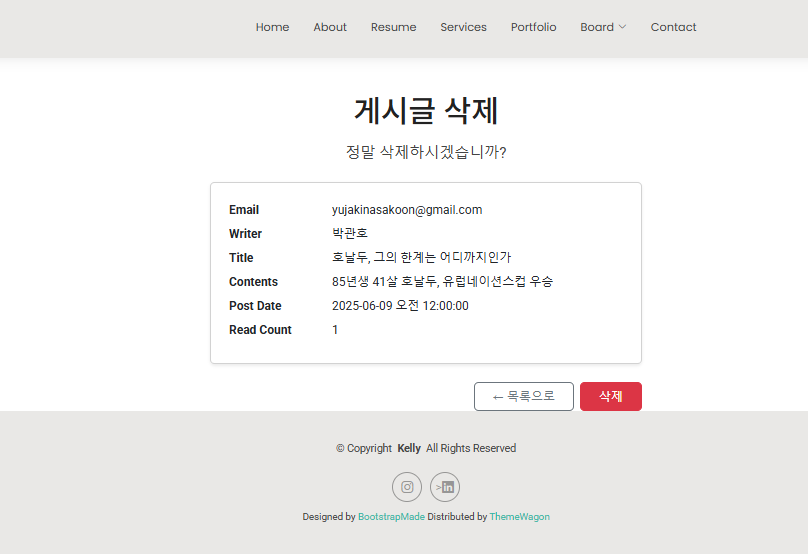 Home About Resume Services Portfolio Board Contact
게시글 삭제
정말 삭제하시겠습니까?
Email yujakinasakoon@gmail.com
Writer 박관호
Title 호날두, 그의 한계는 어디까지인가
Contents 85년생 41살 호날두, 유럽네이션스컵 우승
Post Date 2025-06-09 오전 12:00:00
Read Count 1
← 목록으로 삭제
© Copyright Kelly All Rights Reserved
> in
Designed by BootstrapMade Distributed by ThemeWagon